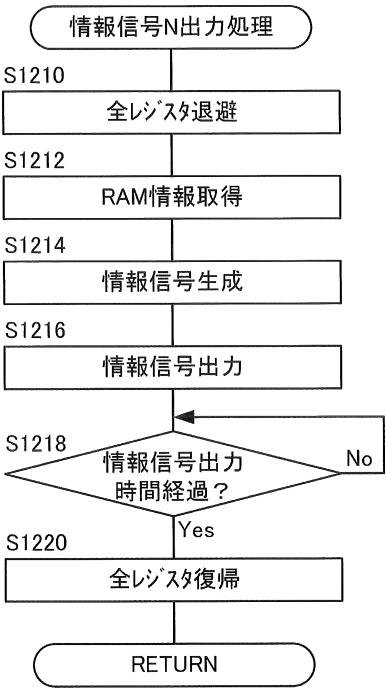 情報信号N出力処理
S1210
全ﾚｼﾞｽﾀ退避
S1212
RAM情報取得
S1214
情報信号生成
S1216
情報信号出力
S1218
情報信号出力
時間経過？
No
Yes
S1220
全ﾚｼﾞｽﾀ復帰
RETURN